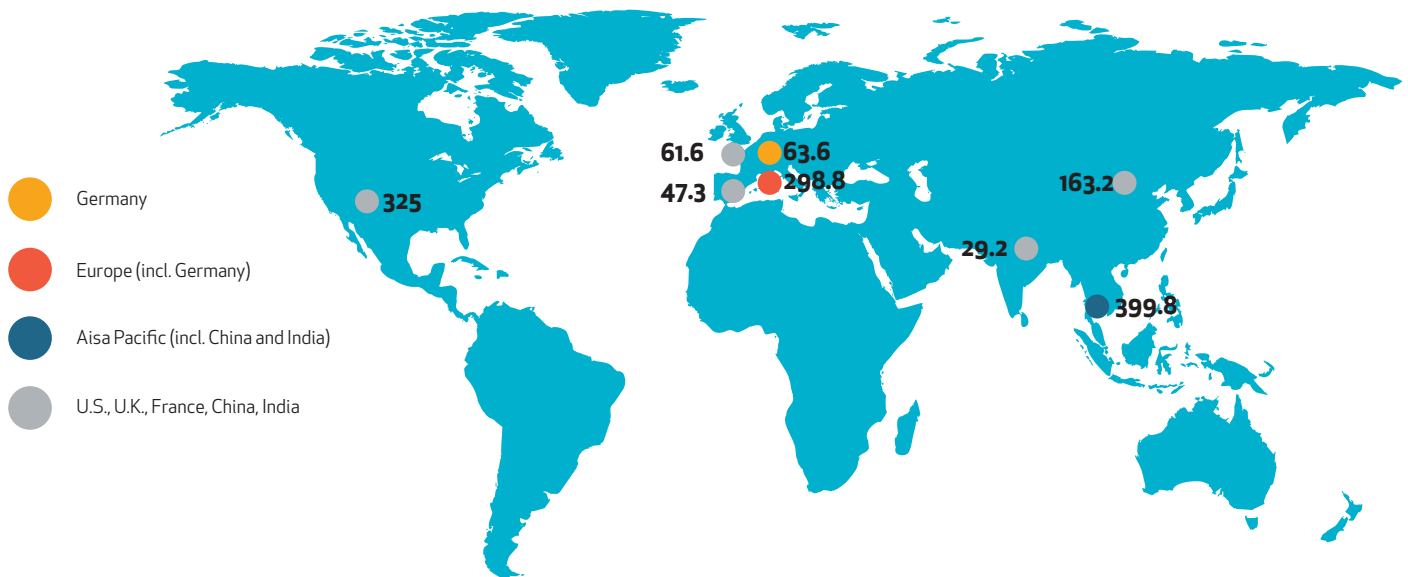 61.6
63.6
47.3
298.8
163.2
325
29.2
399.8
Germany
Europe (incl. Germany)
Aisa Pacific (incl. China and India)
U.S., U.K., France, China, India